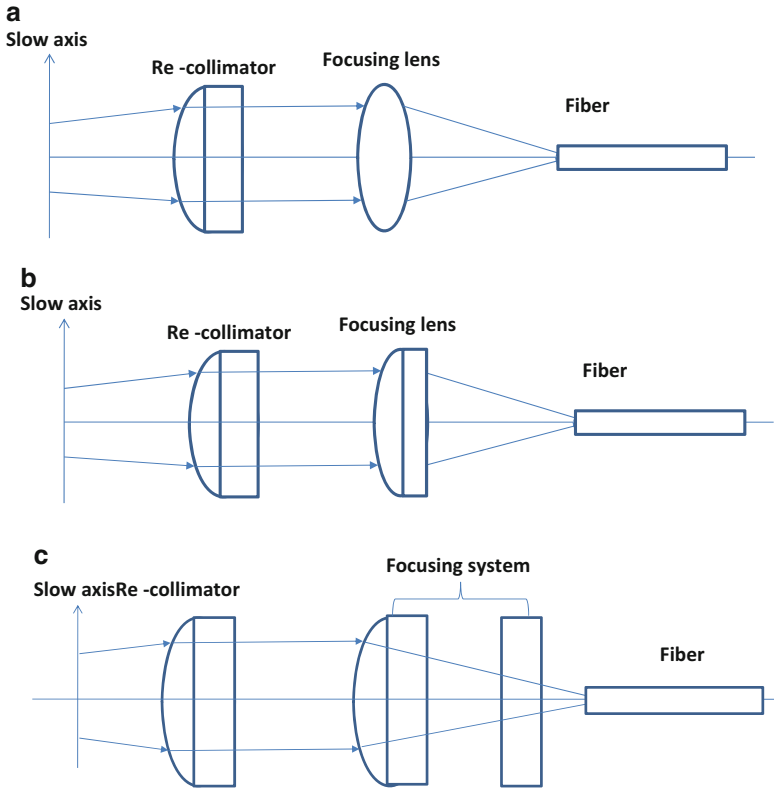 a
Slow axis
Re -collimator
Focusing lens
Fiber
b
Slow axis
Re -collimator
Focusing lens
Fiber
c
Slow axisRe -collimator
Focusing system
Fiber